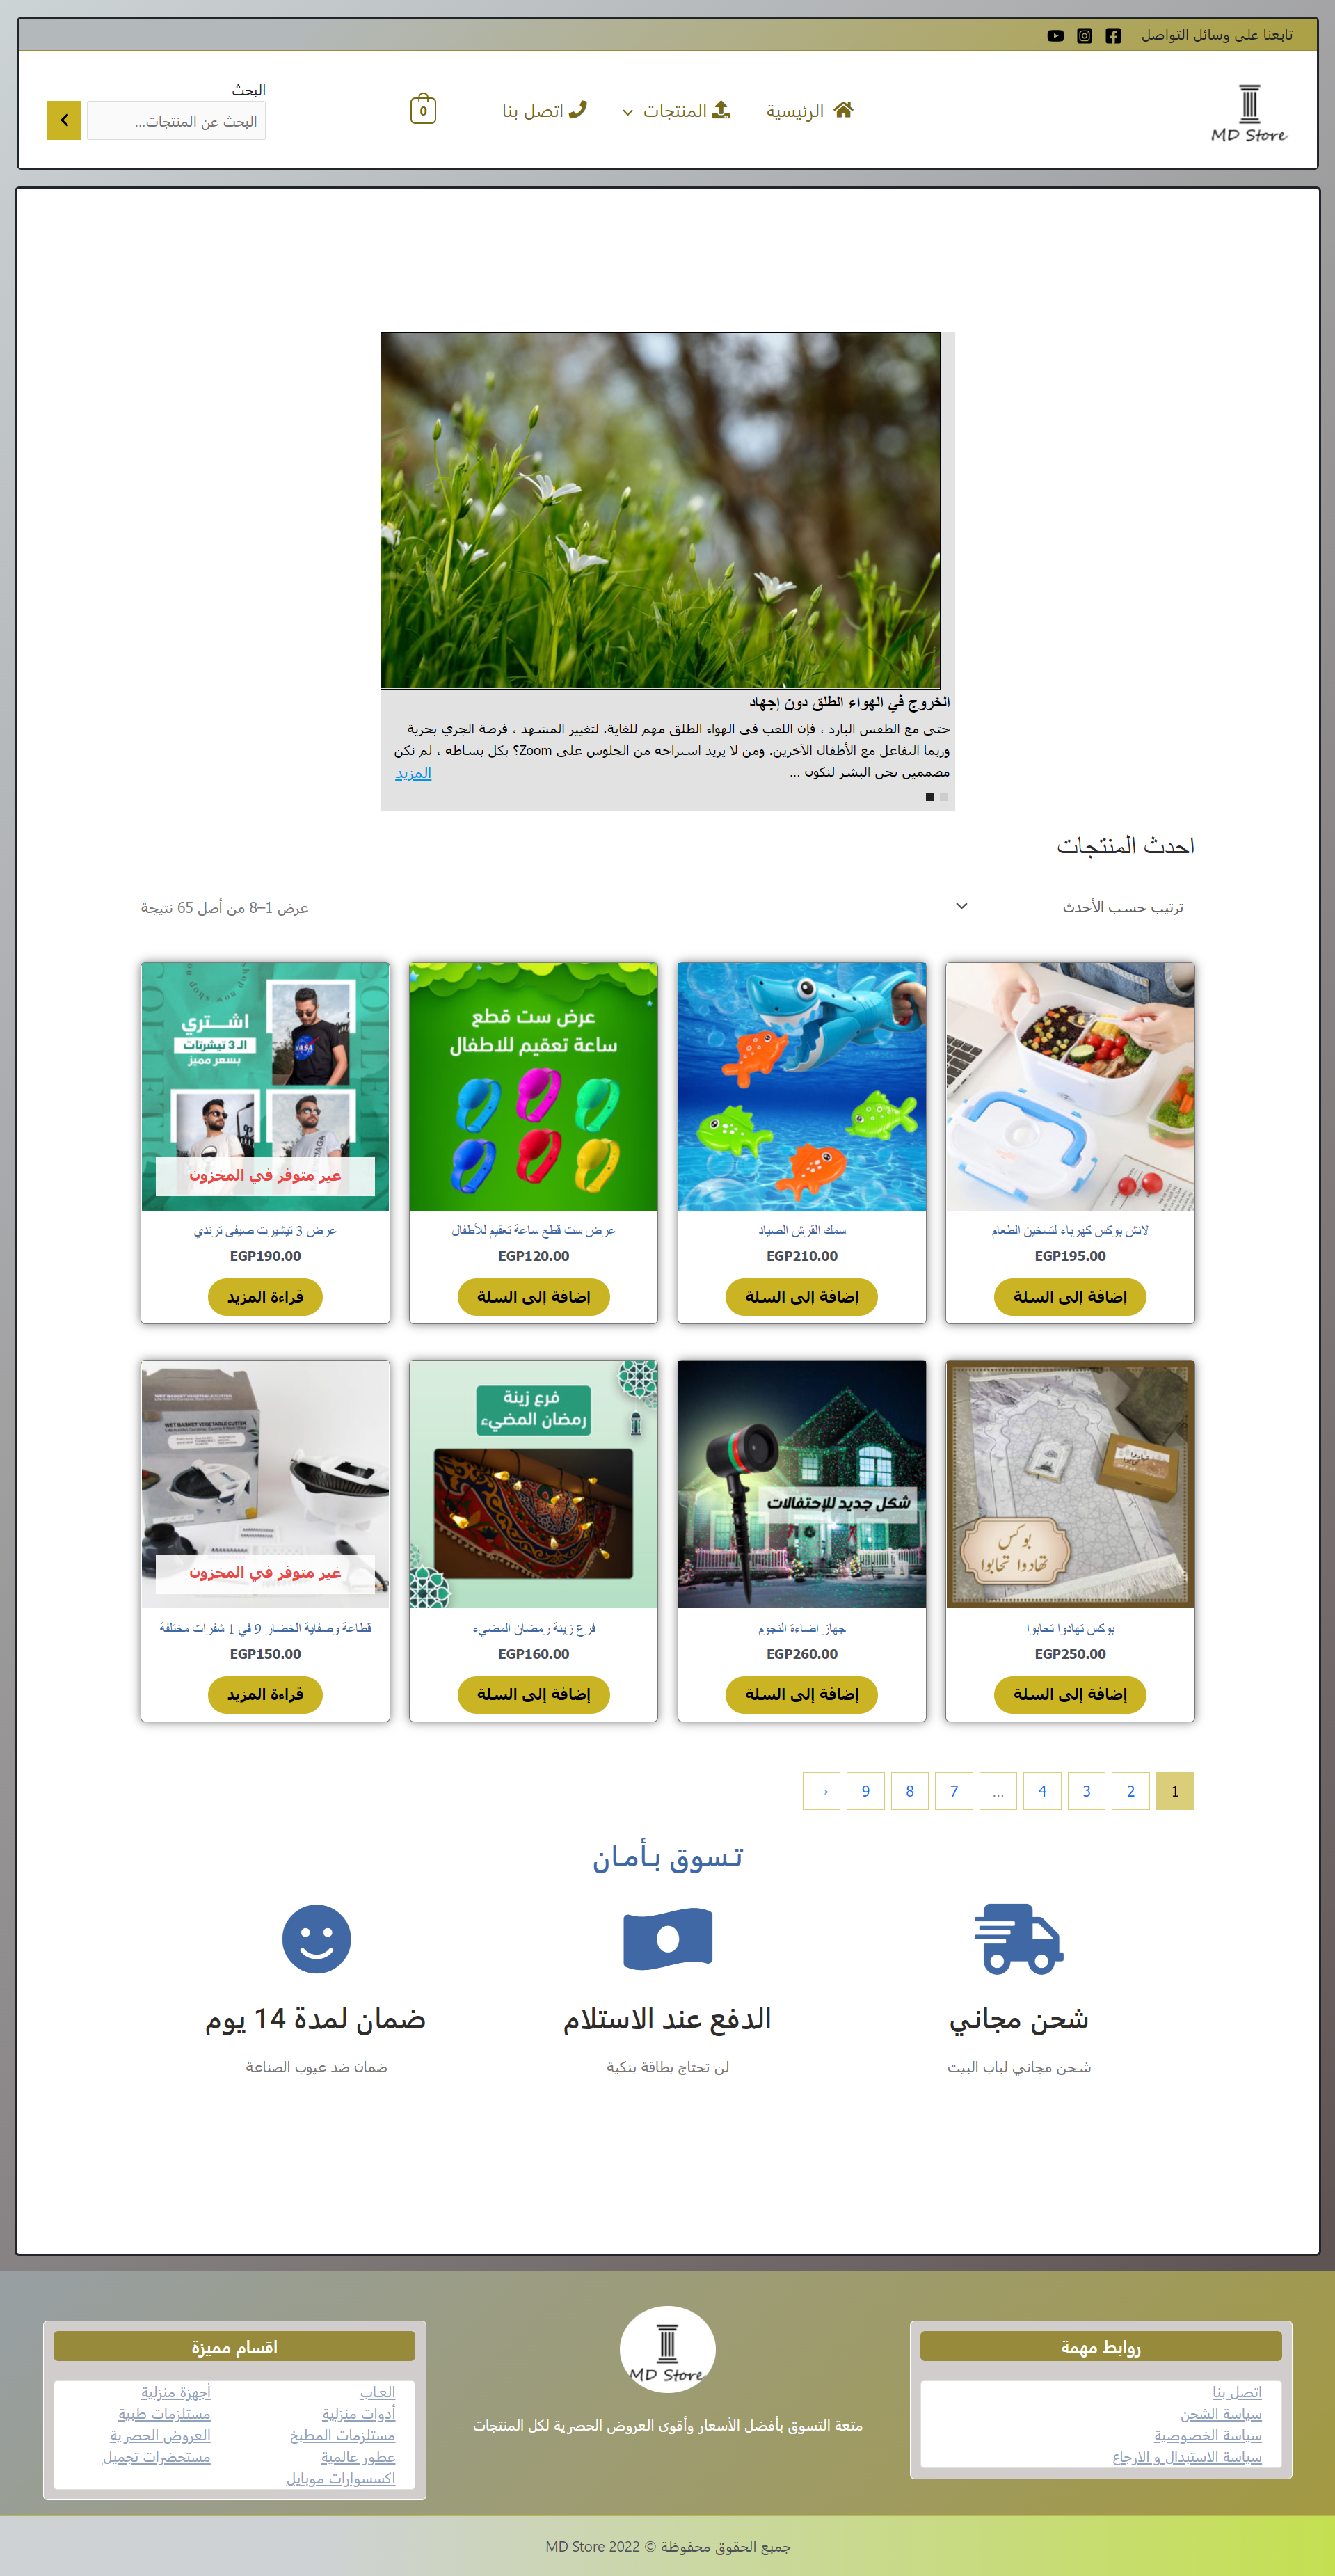 تابعنا على وسائل التواصل
MD Store
الرئيسية
المنتجات
اتصل بنا
0
البحث
البحث عن المنتجات...
الخروج في الهواء الطلق دون إجهاد
حتى مع الطقس البارد ، فإن اللعب في الهواء الطلق مهم للغاية. لتغيير المشهد ، فرصة الجري بحرية
وربما التفاعل مع الأطفال الآخرين. ومن لا يريد استراحة من الجلوس على Zoom؟ بكل بساطة ، لم نكن
مصممين نحن البشر لنكون ...
المزيد
احدث المنتجات
ترتيب حسب الأحدث
عرض 1–8 من أصل 65 نتيجة
لانش بوكس كهرباء لتسخين الطعام
EGP195.00
إضافة إلى السلة
سمك القرش الصياد
EGP210.00
إضافة إلى السلة
عرض ست قطع
ساعة تعقيم للاطفال
عرض ست قطع ساعة تعقيم للأطفال
EGP120.00
إضافة إلى السلة
اشتري
الـ 3 تيشرتات
بسعر مميز
NASA
غير متوفر في المخزون
عرض 3 تيشيرت صيفى ترندي
EGP190.00
قراءة المزيد
بوكس
تهادوا تحابوا
بوكس تهادوا تحابوا
EGP250.00
إضافة إلى السلة
شكل جديد للإحتفالات
جهاز اضاءة النجوم
EGP260.00
إضافة إلى السلة
فرع زينة
رمضان المضيء
فرع زينة رمضان المضيء
EGP160.00
إضافة إلى السلة
WET BASKET VEGETABLE CUTTER
WET BASKET VEGETABLE CUTTER
غير متوفر في المخزون
قطاعة وصفاية الخضار 9 في 1 شفرات مختلفة
EGP150.00
قراءة المزيد
1 2 3 4 … 7 8 9 →
تـسوق بـأمـان
شحن مجاني
شحن مجاني لباب البيت
الدفع عند الاستلام
لن تحتاج بطاقة بنكية
ضمان لمدة 14 يوم
ضمان ضد عيوب الصناعة
روابط مهمة
اتصل بنا
سياسة الشحن
سياسة الخصوصية
سياسة الاستبدال و الارجاع
MD Store
متعة التسوق بأفضل الأسعار وأقوى العروض الحصرية لكل المنتجات
اقسام مميزة
العاب
أدوات منزلية
مستلزمات المطبخ
عطور عالمية
اكسسوارات موبايل
أجهزة منزلية
مستلزمات طبية
العروض الحصرية
مستحضرات تجميل
جميع الحقوق محفوظة © 2022 MD Store